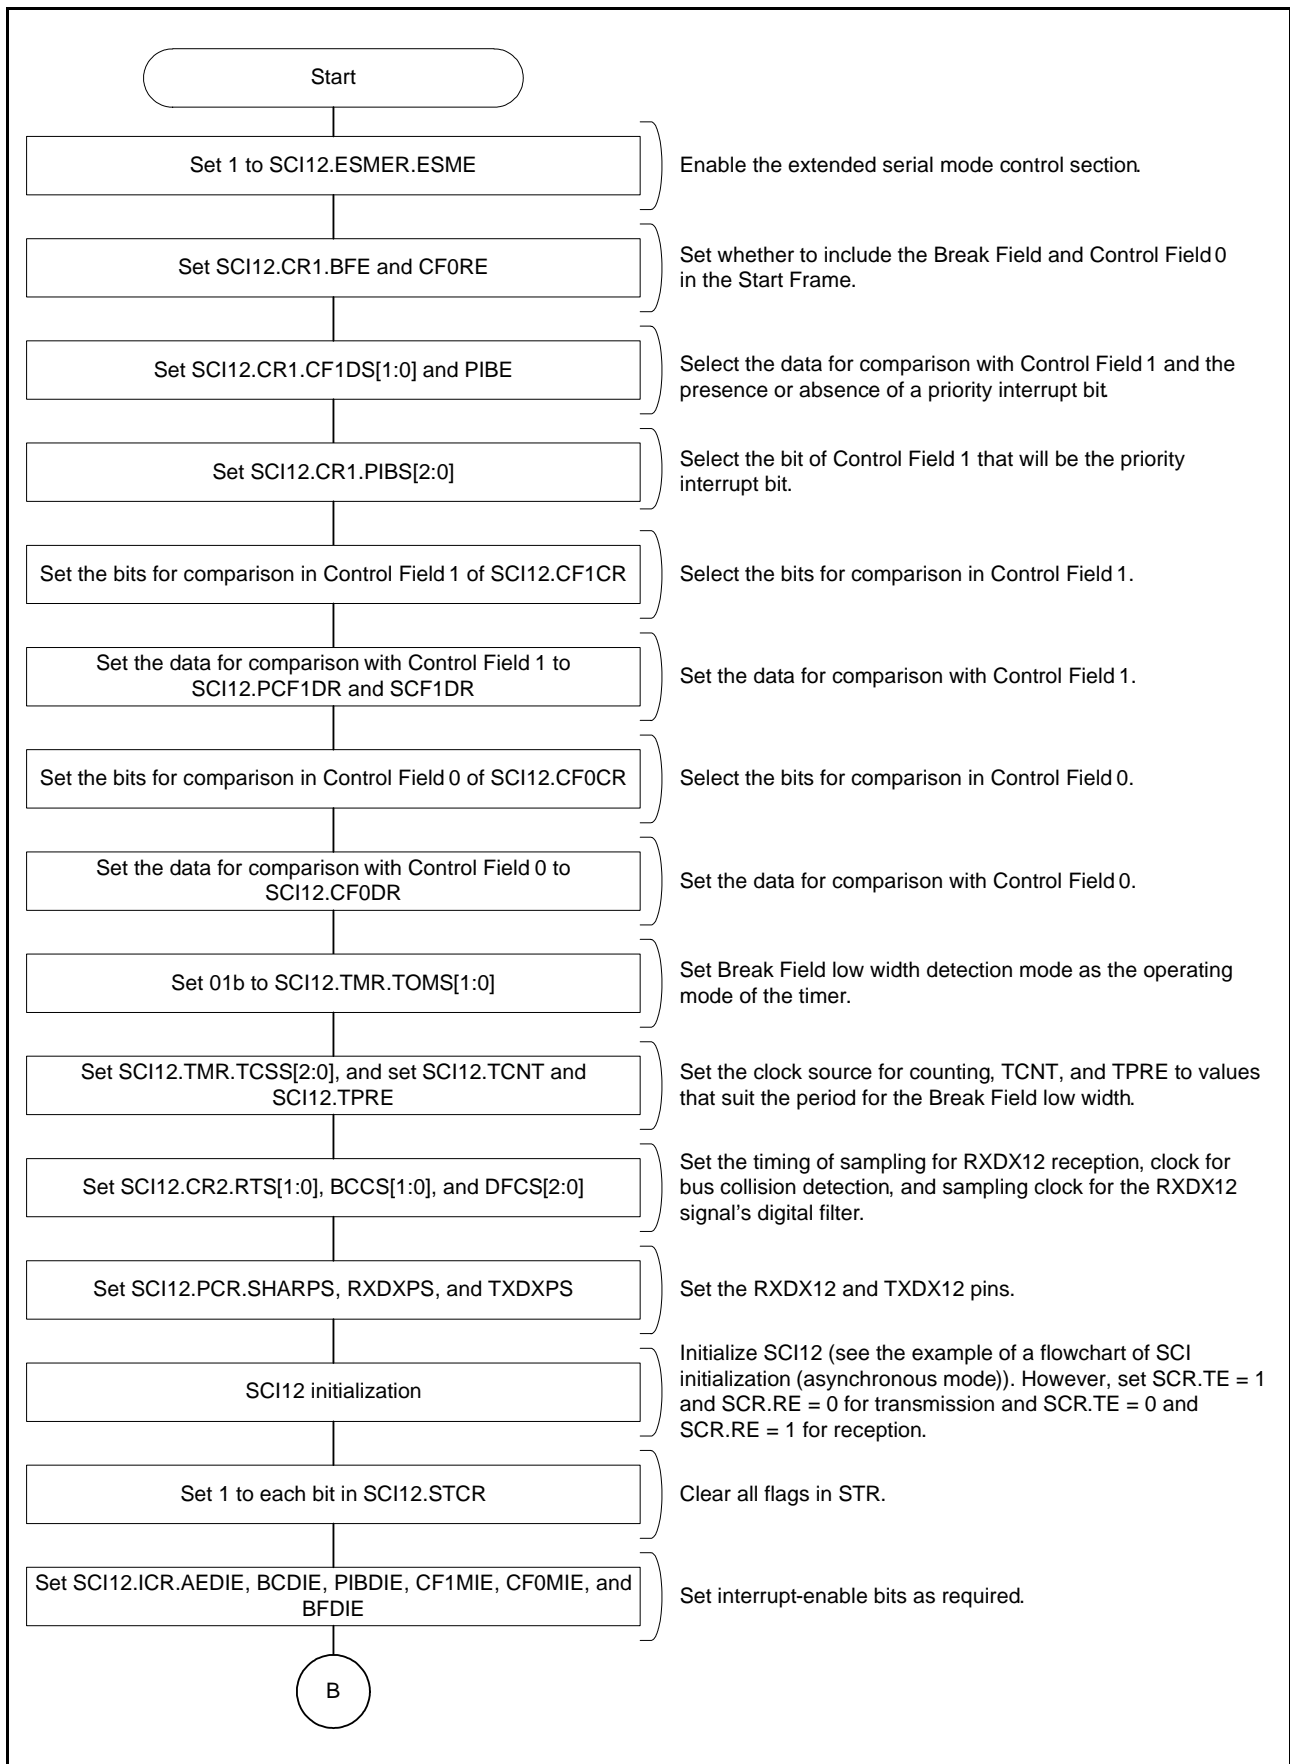 Start
Set 1 to SCI12.ESMER.ESME
Enable the extended serial mode control section.
Set SCI12.CR1.BFE and CF0RE
Set whether to include the Break Field and Control Field 0
in the Start Frame.
Set SCI12.CR1.CF1DS[1:0] and PIBE
Select the data for comparison with Control Field 1 and the
presence or absence of a priority interrupt bit.
Set SCI12.CR1.PIBS[2:0]
Select the bit of Control Field 1 that will be the priority
interrupt bit.
Set the bits for comparison in Control Field 1 of SCI12.CF1CR
Select the bits for comparison in Control Field 1.
Set the data for comparison with Control Field 1 to
SCI12.PCF1DR and SCF1DR
Set the data for comparison with Control Field 1.
Set the bits for comparison in Control Field 0 of SCI12.CF0CR
Select the bits for comparison in Control Field 0.
Set the data for comparison with Control Field 0 to
SCI12.CF0DR
Set the data for comparison with Control Field 0.
Set 01b to SCI12.TMR.TOMS[1:0]
Set Break Field low width detection mode as the operating
mode of the timer.
Set SCI12.TMR.TCSS[2:0], and set SCI12.TCNT and
SCI12.TPRE
Set the clock source for counting, TCNT, and TPRE to values
that suit the period for the Break Field low width.
Set SCI12.CR2.RTS[1:0], BCCS[1:0], and DFCS[2:0]
Set the timing of sampling for RXDX12 reception, clock for
bus collision detection, and sampling clock for the RXDX12
signal's digital filter.
Set SCI12.PCR.SHARPS, RXDXPS, and TXDXPS
Set the RXDX12 and TXDX12 pins.
SCI12 initialization
Initialize SCI12 (see the example of a flowchart of SCI
initialization (asynchronous mode)). However, set SCR.TE = 1
and SCR.RE = 0 for transmission and SCR.TE = 0 and
SCR.RE = 1 for reception.
Set 1 to each bit in SCI12.STCR
Clear all flags in STR.
Set SCI12.ICR.AEDIE, BCDIE, PIBDIE, CF1MIE, CF0MIE, and
BFDIE
Set interrupt-enable bits as required.
B